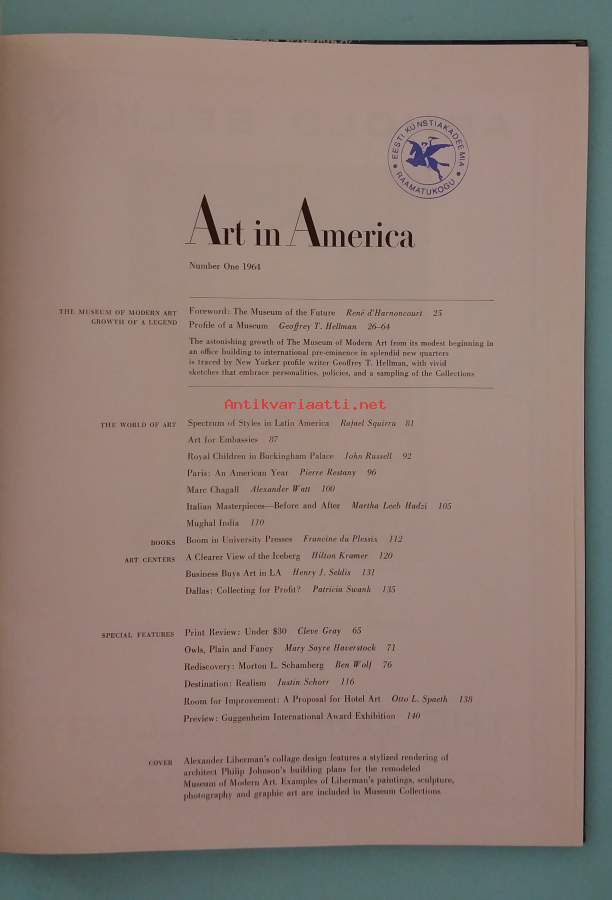 EESTI KUNSTIAKADEEMIA
RAAMATUKOGU
Art in America
Number One 1964
THE MUSEUM OF MODERN ART
GROWTH OF A LEGEND
Foreword: The Museum of the Future René d'Harnoncourt 25
Profile of a Museum Geoffrey T. Hellman 26–64
The astonishing growth of The Museum of Modern Art from its modest beginning in
an office building to international pre-eminence in splendid new quarters
is traced by New Yorker profile writer Geoffrey T. Hellman, with vivid
sketches that embrace personalities, policies, and a sampling of the Collections
Antikvariaatti.net
THE WORLD OF ART Spectrum of Styles in Latin America Rafael Squirru 81
Art for Embassies 87
Royal Children in Buckingham Palace John Russell 92
Paris: An American Year Pierre Restany 96
Marc Chagall Alexander Watt 100
Italian Masterpieces—Before and After Martha Leeb Hadzi 105
Mughal India 110
BOOKS Boom in University Presses Francine du Plessix 112
ART CENTERS A Clearer View of the Iceberg Hilton Kramer 120
Business Buys Art in LA Henry J. Seldis 131
Dallas: Collecting for Profit? Patricia Swank 135
SPECIAL FEATURES Print Review: Under $30 Cleve Gray 65
Owls, Plain and Fancy Mary Sayre Haverstock 71
Rediscovery: Morton L. Schamberg Ben Wolf 76
Destination: Realism Justin Schorr 116
Room for Improvement: A Proposal for Hotel Art Otto L. Spaeth 138
Preview: Guggenheim International Award Exhibition 140
COVER Alexander Liberman's collage design features a stylized rendering of
architect Philip Johnson's building plans for the remodeled
Museum of Modern Art. Examples of Liberman's paintings, sculpture,
photography and graphic art are included in Museum Collections